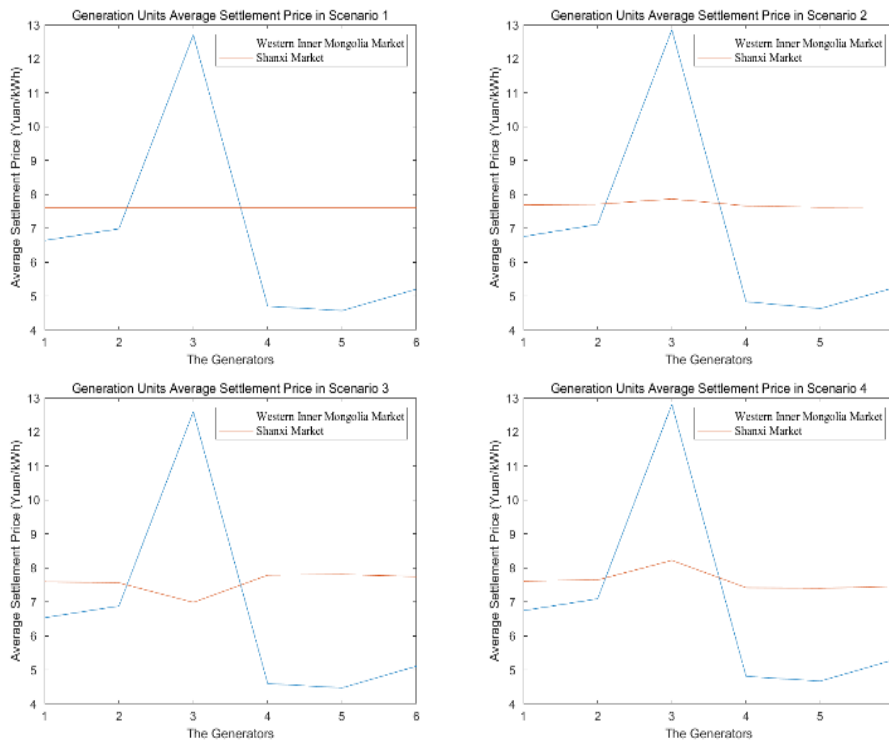 Generation Units Average Settlement Price in Scenario 1
13
12
11
10
9
8
7
6
5
4
Average Settlement Price (Yuan/kWh)
Western Inner Mongolia Market
Shanxi Market
1 2 3 4 5 6
The Generators
Generation Units Average Settlement Price in Scenario 2
13
12
11
10
9
8
7
6
5
4
Average Settlement Price (Yuan/kWh)
Western Inner Mongolia Market
Shanxi Market
1 2 3 4 5
The Generators
Generation Units Average Settlement Price in Scenario 3
13
12
11
10
9
8
7
6
5
4
Average Settlement Price (Yuan/kWh)
Western Inner Mongolia Market
Shanxi Market
1 2 3 4 5 6
The Generators
Generation Units Average Settlement Price in Scenario 4
13
12
11
10
9
8
7
6
5
4
Average Settlement Price (Yuan/kWh)
Western Inner Mongolia Market
Shanxi Market
1 2 3 4 5
The Generators